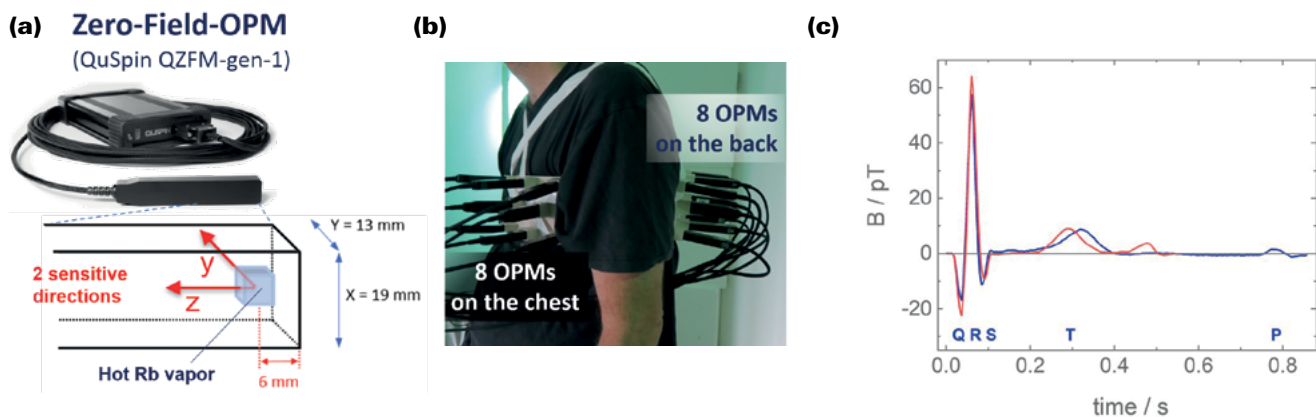 (a)
Zero-Field-OPM
(QuSpin QZFM-gen-1)
QUSPIN
Y = 13 mm
2 sensitive
directions
y
z
X = 19 mm
Hot Rb vapor
6 mm
(b)
8 OPMs
on the back
8 OPMs
on the chest
(c)
B / pT
60
40
20
0
-20
Q R S
T
P
0.0 0.2 0.4 0.6 0.8
time / s